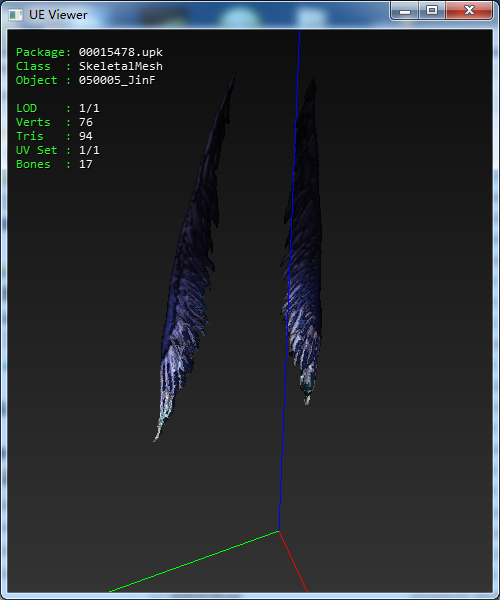 UE Viewer
Package: 00015478.upk
Class : SkeletalMesh
Object : 050005_JinF
LOD : 1/1
Verts : 76
Tris : 94
UV Set : 1/1
Bones : 17